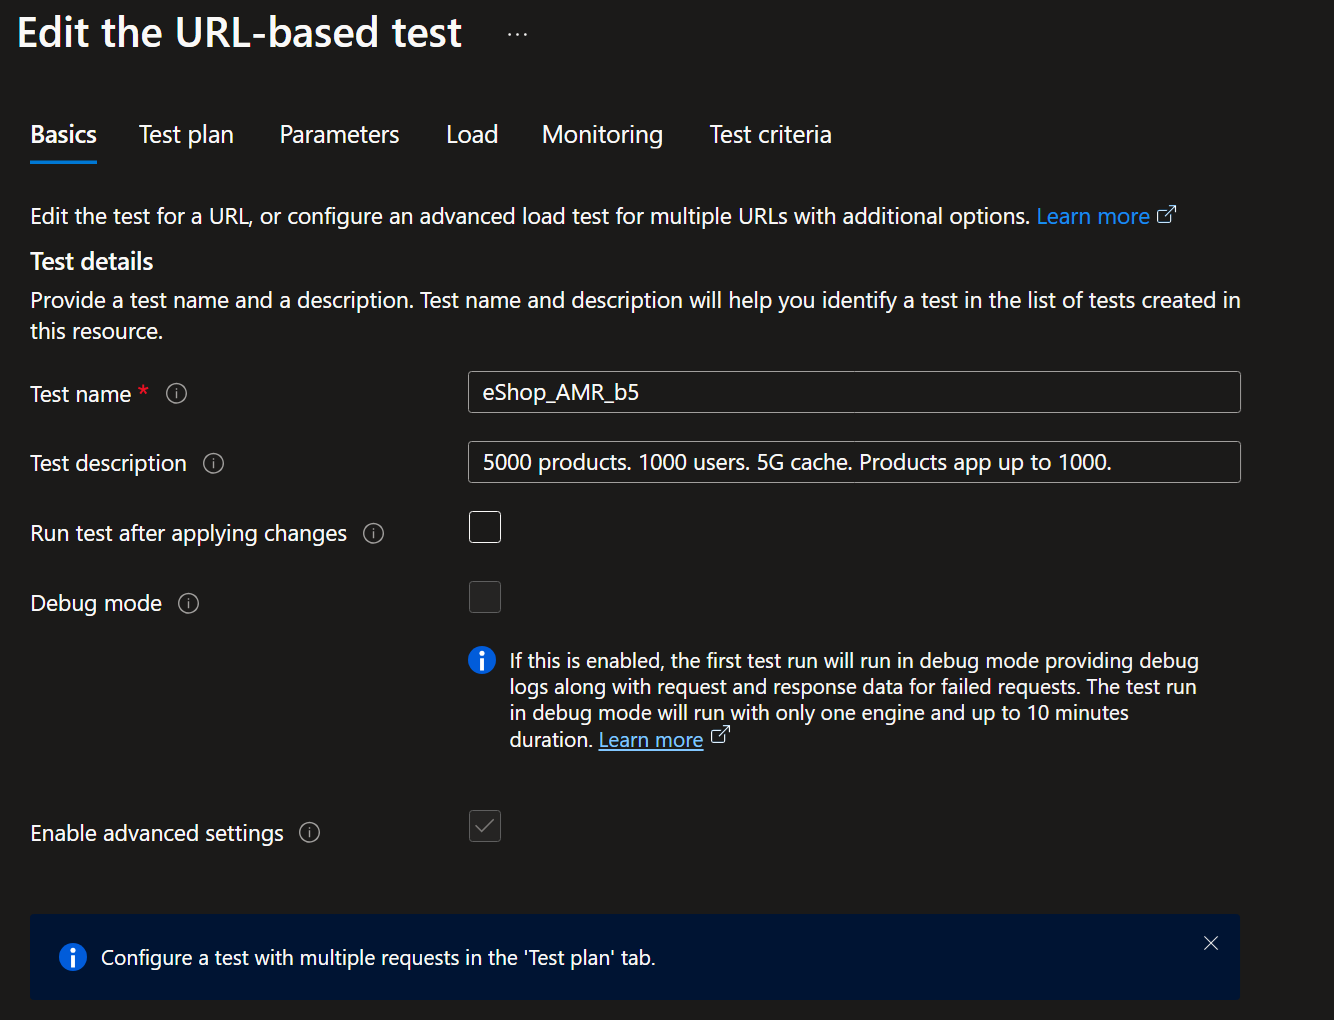 Edit the URL-based test ...
Basics Test plan Parameters Load Monitoring Test criteria
Edit the test for a URL, or configure an advanced load test for multiple URLs with additional options. Learn more
Test details
Provide a test name and a description. Test name and description will help you identify a test in the list of tests created in
this resource.
Test name *
eShop_AMR_b5
Test description
5000 products. 1000 users. 5G cache. Products app up to 1000.
Run test after applying changes
Debug mode
If this is enabled, the first test run will run in debug mode providing debug
logs along with request and response data for failed requests. The test run
in debug mode will run with only one engine and up to 10 minutes
duration. Learn more
Enable advanced settings
Configure a test with multiple requests in the 'Test plan' tab.